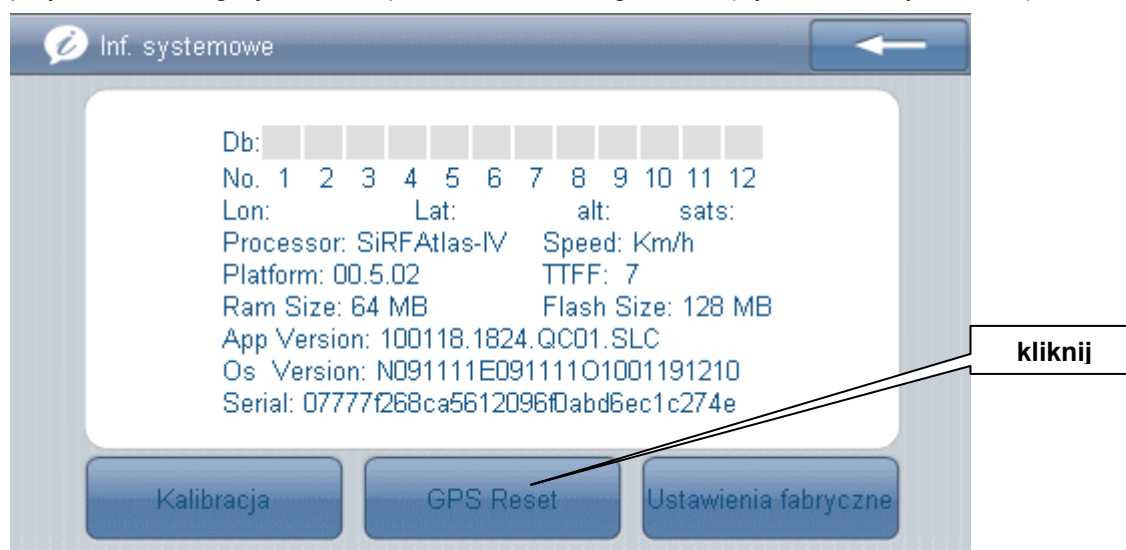 Inf. systemowe
Db:
No. 1 2 3 4 5 6 7 8 9 10 11 12
Lon: Lat: alt: sats:
Processor: SiRFAtlas-IV Speed: Km/h
Platform: 00.5.02 TTFF: 7
Ram Size: 64 MB Flash Size: 128 MB
App Version: 100118.1824.QC01.SLC
Os Version: N091111E091111O1001191210
Serial: 07777f268ca5612096f0abd6ec1c274e
kliknij
Kalibracja GPS Reset Ustawienia fabryczne